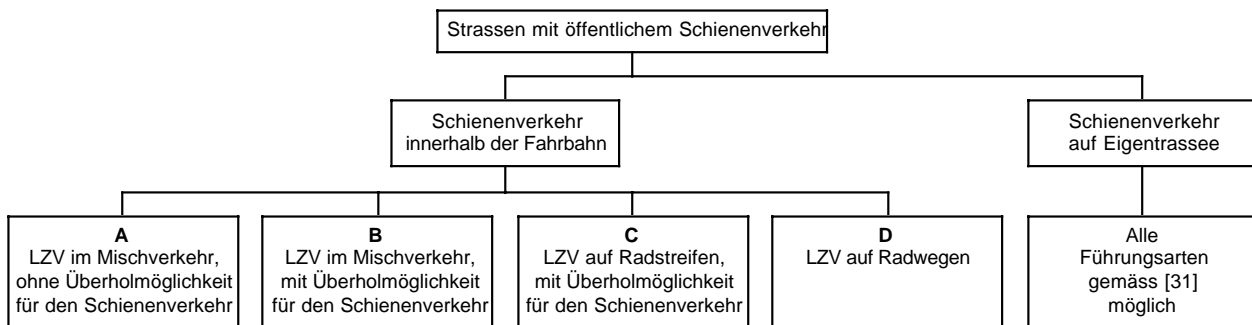 Strassen mit öffentlichem Schienenverkehr
Schienenverkehr
innerhalb der Fahrbahn
Schienenverkehr
auf Eigentrassee
A
LZV im Mischverkehr,
ohne Überholmöglichkeit
für den Schienenverkehr
B
LZV im Mischverkehr,
mit Überholmöglichkeit
für den Schienenverkehr
C
LZV auf Radstreifen,
mit Überholmöglichkeit
für den Schienenverkehr
D
LZV auf Radwegen
Alle
Führungsarten
gemäss [31]
möglich